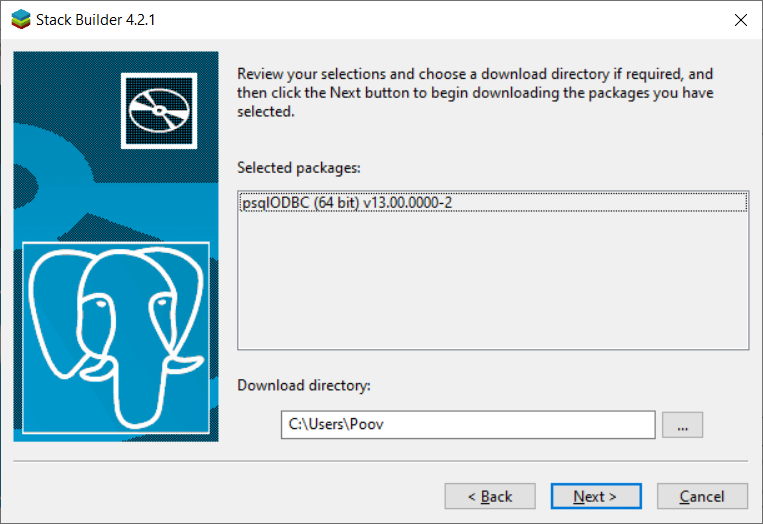 Stack Builder 4.2.1
Review your selections and choose a download directory if required, and
then click the Next button to begin downloading the packages you have
selected.
Selected packages:
psqlODBC (64 bit) v13.00.0000-2
Download directory:
C:\Users\Poov
...
< Back
Next >
Cancel